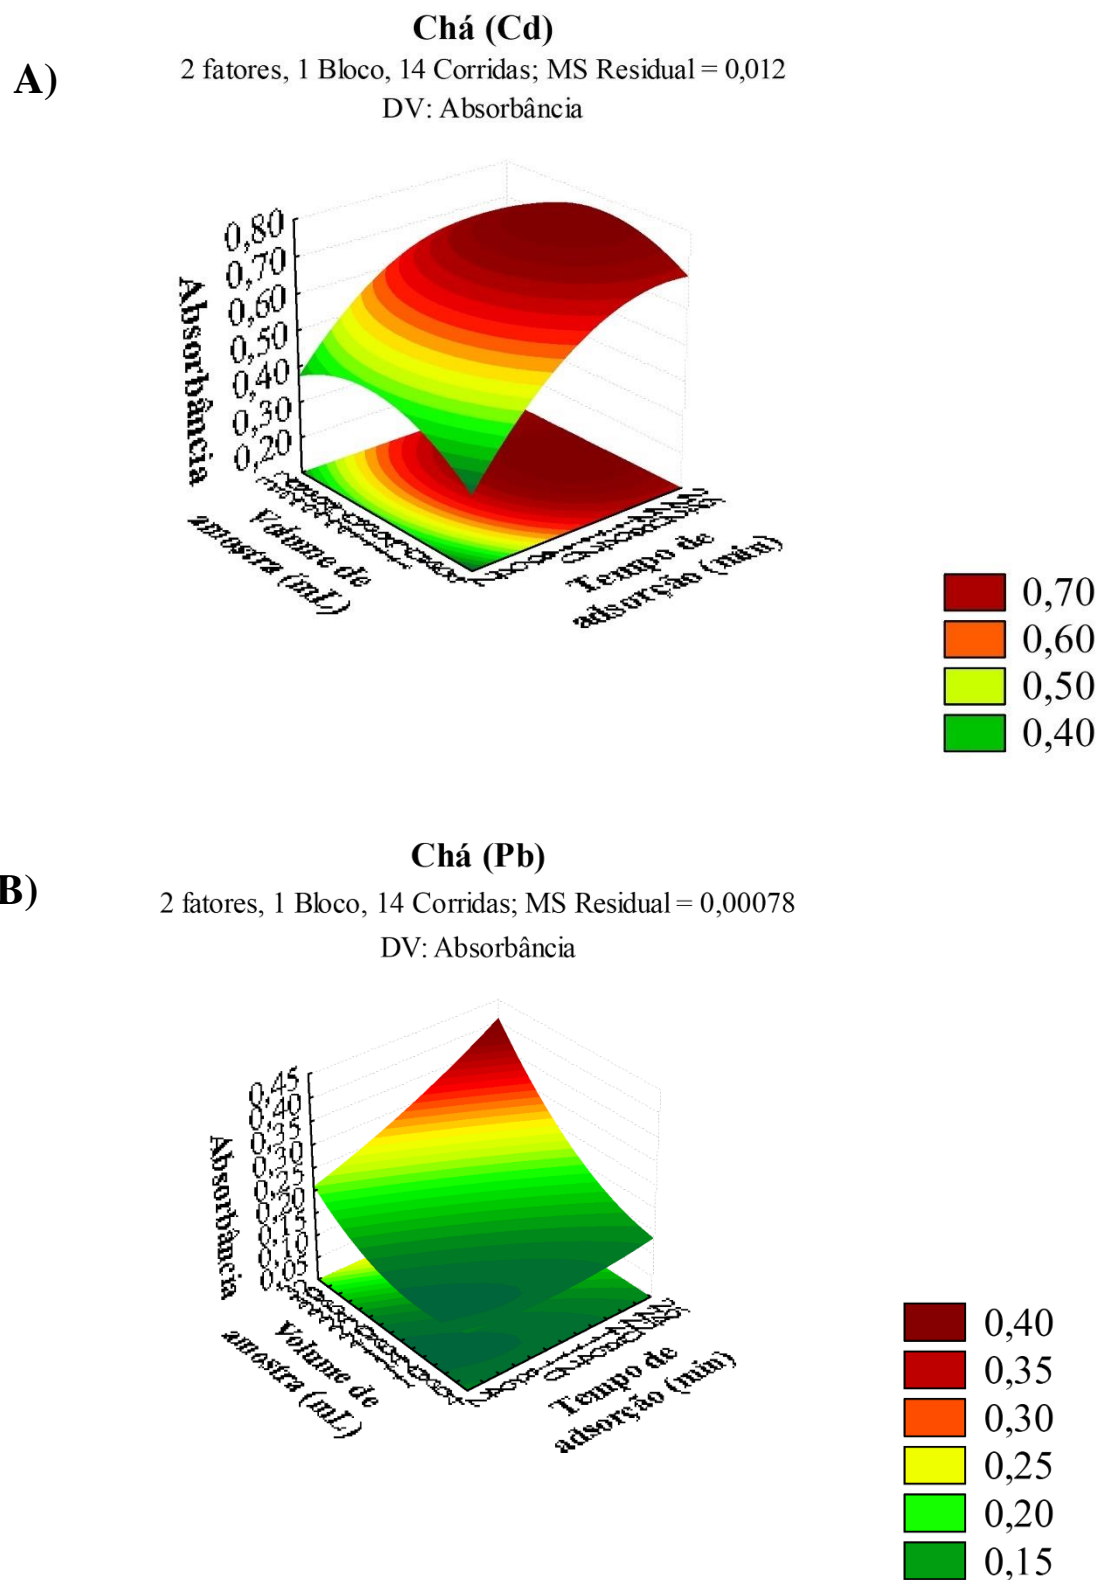 Chá (Cd)
A)
2 fatores, 1 Bloco, 14 Corridas; MS Residual = 0,012
DV: Absorbância
0,80
0,70
0,60
0,50
0,40
0,30
0,20
Absorbância
Volume de
amostra (mL)
Tempo de
adsorção (min)
0,70
0,60
0,50
0,40
Chá (Pb)
B)
2 fatores, 1 Bloco, 14 Corridas; MS Residual = 0,00078
DV: Absorbância
0,45
0,40
0,35
0,30
0,25
0,20
0,15
0,10
0,05
Absorbância
Volume de
amostra (mL)
Tempo de
adsorção (min)
0,40
0,35
0,30
0,25
0,20
0,15